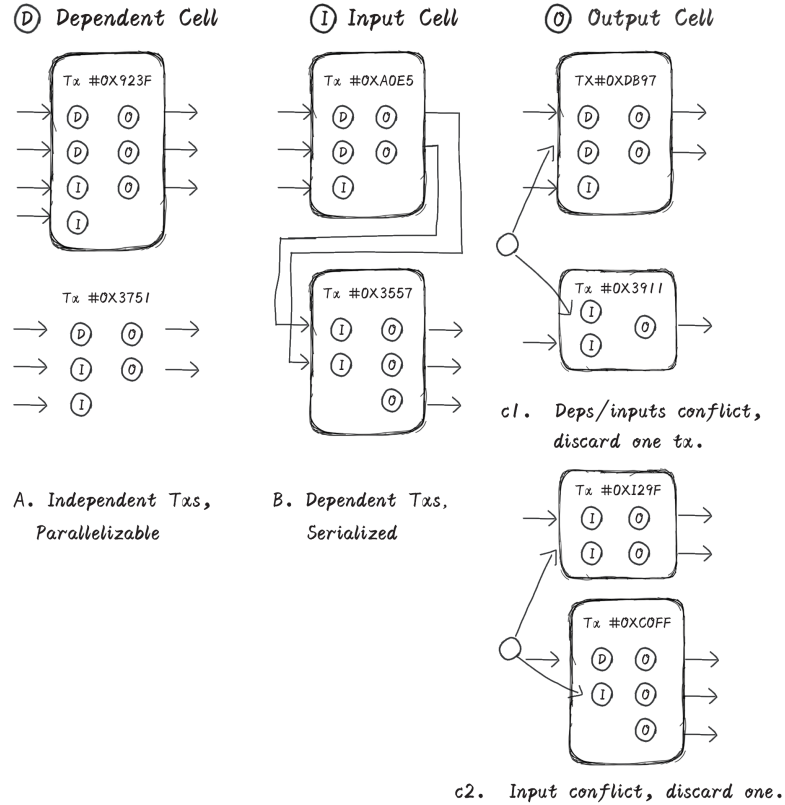 D Dependent Cell
I Input Cell
O Output Cell
Tx #0X923F
D O
D O
I O
I
Tx #0X3751
D O
I O
I
A. Independent Txs,
Parallelizable
Tx #0XA0E5
D O
D O
I
Tx #0X3557
I O
I O
O
B. Dependent Txs,
Serialized
TX#0XDB97
D O
D O
I
Tx #0X3911
I
O
I
c1. Deps/inputs conflict,
discard one tx.
Tx #0X129F
I O
I O
Tx #0XC0FF
D O
I O
O
c2. Input conflict, discard one.